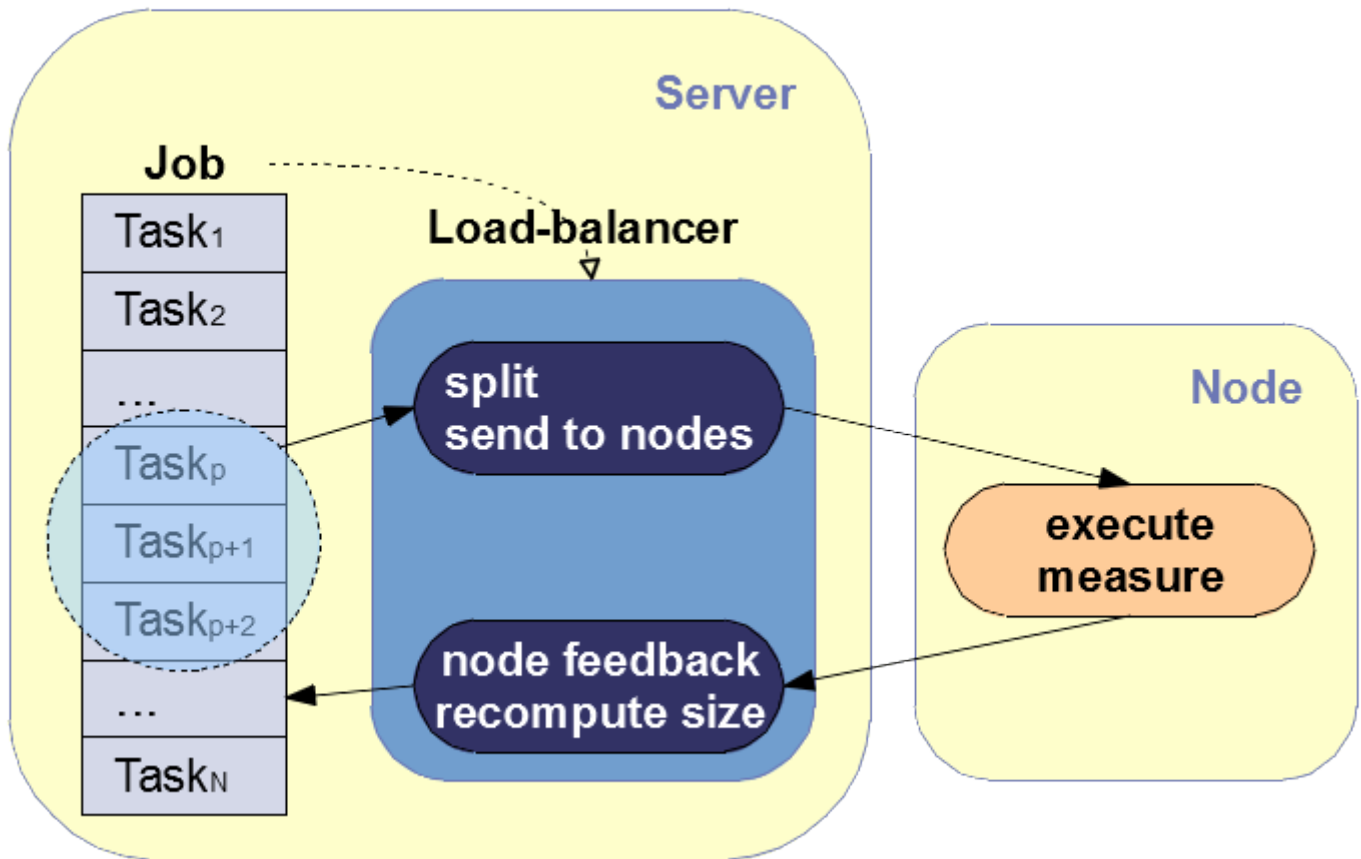 Server
Job
Task1
Load-balancer
Task2
...
split
send to nodes
Node
Taskp
Taskp+1
execute
measure
Taskp+2
node feedback
recompute size
...
TaskN